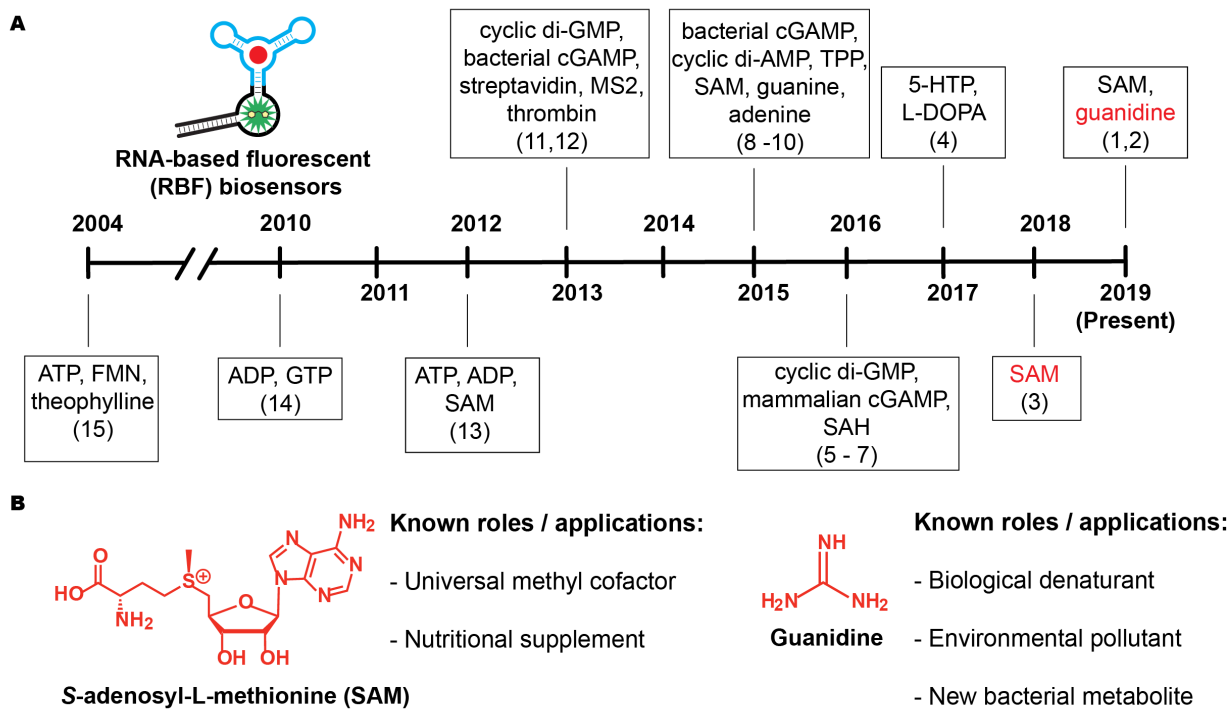 A
cyclic di-GMP,
bacterial cGAMP,
streptavidin, MS2,
thrombin
(11,12)
bacterial cGAMP,
cyclic di-AMP, TPP,
SAM, guanine,
adenine
(8 -10)
5-HTP,
L-DOPA
(4)
SAM,
guanidine
(1,2)
RNA-based fluorescent
(RBF) biosensors
2004
2010
2012
2014
2016
2018
2011
2013
2015
2017
2019
(Present)
ATP, FMN,
theophylline
(15)
ADP, GTP
(14)
ATP, ADP,
SAM
(13)
cyclic di-GMP,
mammalian cGAMP,
SAH
(5 - 7)
SAM
(3)
B
O
HO
NH2
S
⊕
O
OH
OH
N
N
N
N
NH2
S-adenosyl-L-methionine (SAM)
Known roles / applications:
- Universal methyl cofactor
- Nutritional supplement
NH
H2N
NH2
Guanidine
Known roles / applications:
- Biological denaturant
- Environmental pollutant
- New bacterial metabolite